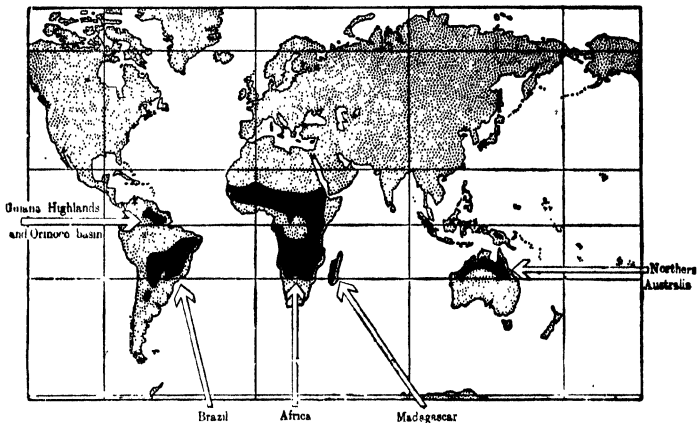 Guiana Highlands
and Orinoco basin
Northern
Australia
Brazil
Africa
Madagascar